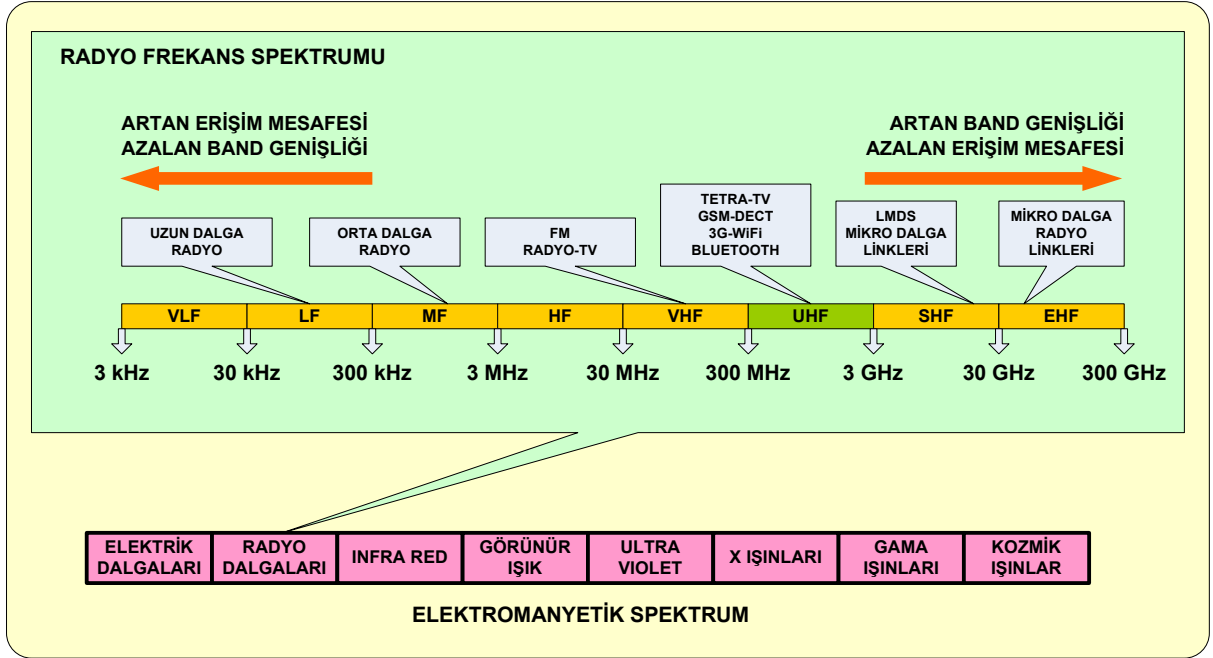 RADYO FREKANS SPEKTRUMU
ARTAN ERİŞİM MESAFESİ
AZALAN BAND GENİŞLİĞİ
ARTAN BAND GENİŞLİĞİ
AZALAN ERİŞİM MESAFESİ
UZUN DALGA
RADYO
ORTA DALGA
RADYO
FM
RADYO-TV
TETRA-TV
GSM-DECT
3G-WiFi
BLUETOOTH
LMDS
MİKRO DALGA
LİNKLERİ
MİKRO DALGA
RADYO
LİNKLERİ
VLF LF MF HF VHF UHF SHF EHF
3 kHz 30 kHz 300 kHz 3 MHz 30 MHz 300 MHz 3 GHz 30 GHz 300 GHz
ELEKTRİK
DALGALARI
RADYO
DALGALARI
INFRA RED
GÖRÜNÜR
IŞIK
ULTRA
VIOLET
X IŞINLARI
GAMA
IŞINLARI
KOZMİK
IŞINLAR
ELEKTROMANYETİK SPEKTRUM